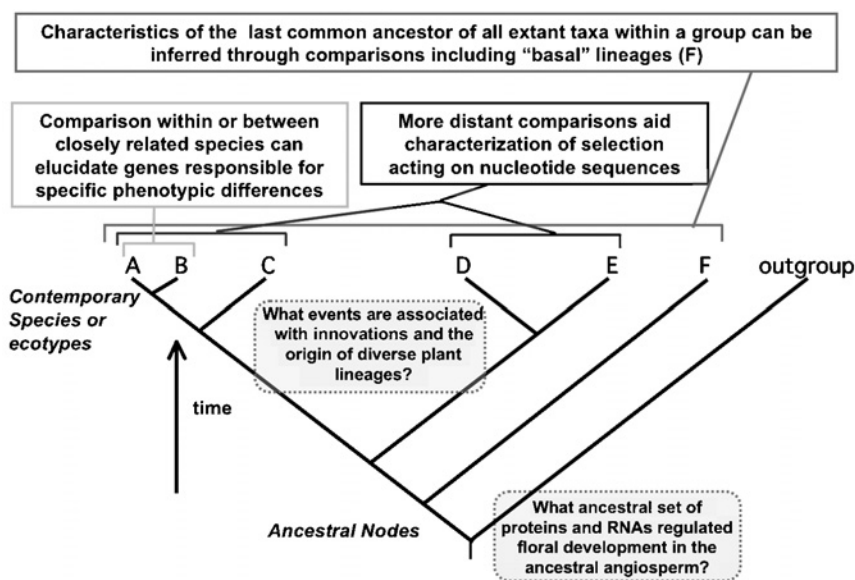 Characteristics of the last common ancestor of all extant taxa within a group can be
inferred through comparisons including “basal” lineages (F)
Comparison within or between
closely related species can
elucidate genes responsible for
specific phenotypic differences
More distant comparisons aid
characterization of selection
acting on nucleotide sequences
A
B
C
D
E
F
outgroup
Contemporary
Species or
ecotypes
What events are associated
with innovations and the
origin of diverse plant
lineages?
time
Ancestral Nodes
What ancestral set of
proteins and RNAs regulated
floral development in the
ancestral angiosperm?